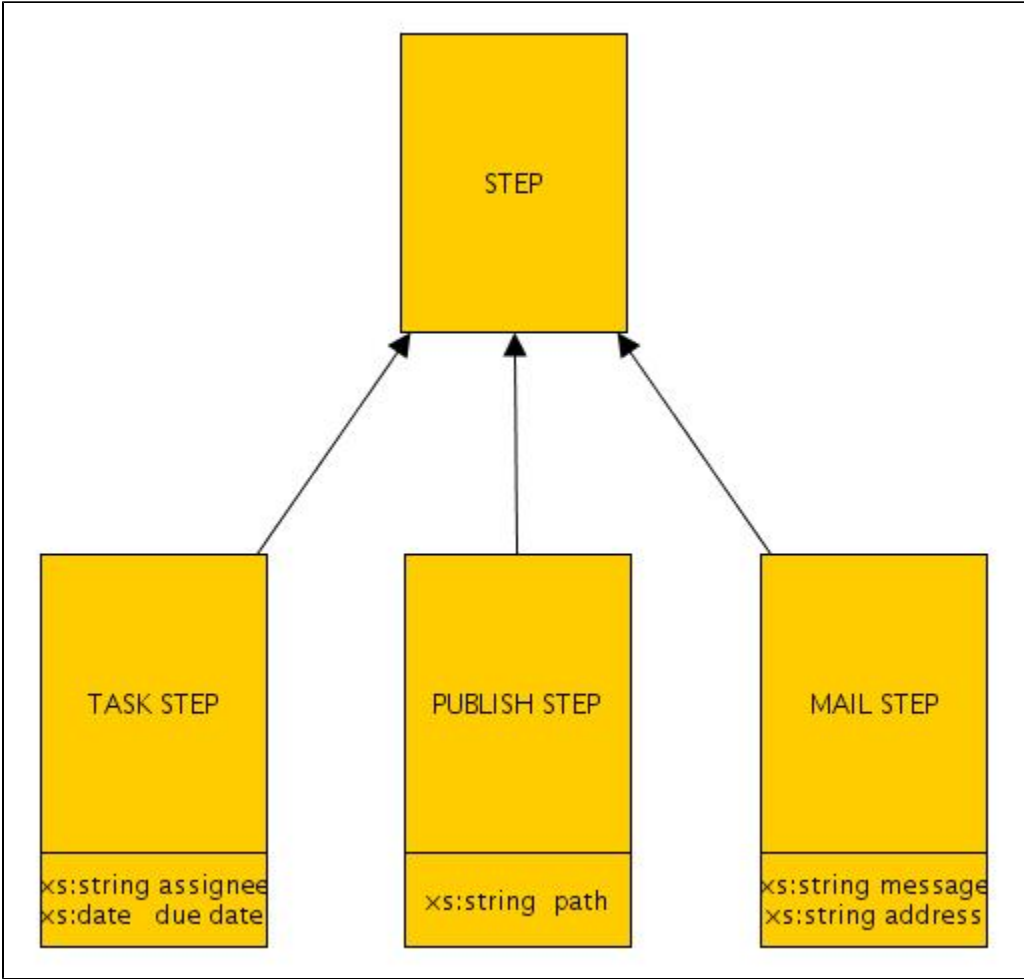 STEP
TASK STEP
PUBLISH STEP
MAIL STEP
xs:string assignee
xs:date due date
xs:string path
xs:string message
xs:string address